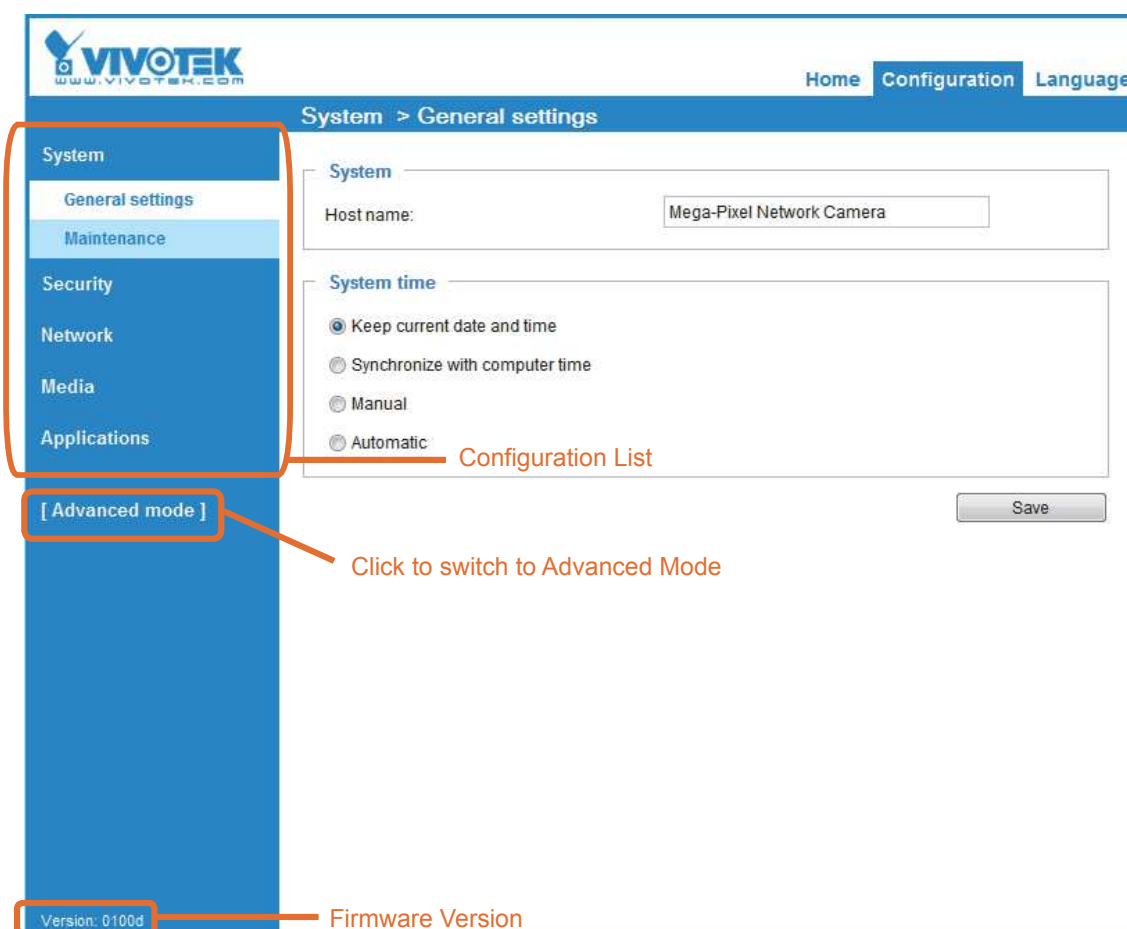 VIVOTEK
www.vivotek.com
Home Configuration Language
System > General settings
System
General settings
Maintenance
Security
Network
Media
Applications
[ Advanced mode ]
System
Host name: Mega-Pixel Network Camera
System time
Keep current date and time
Synchronize with computer time
Manual
Automatic
Configuration List
Save
Click to switch to Advanced Mode
Version: 0100d
Firmware Version